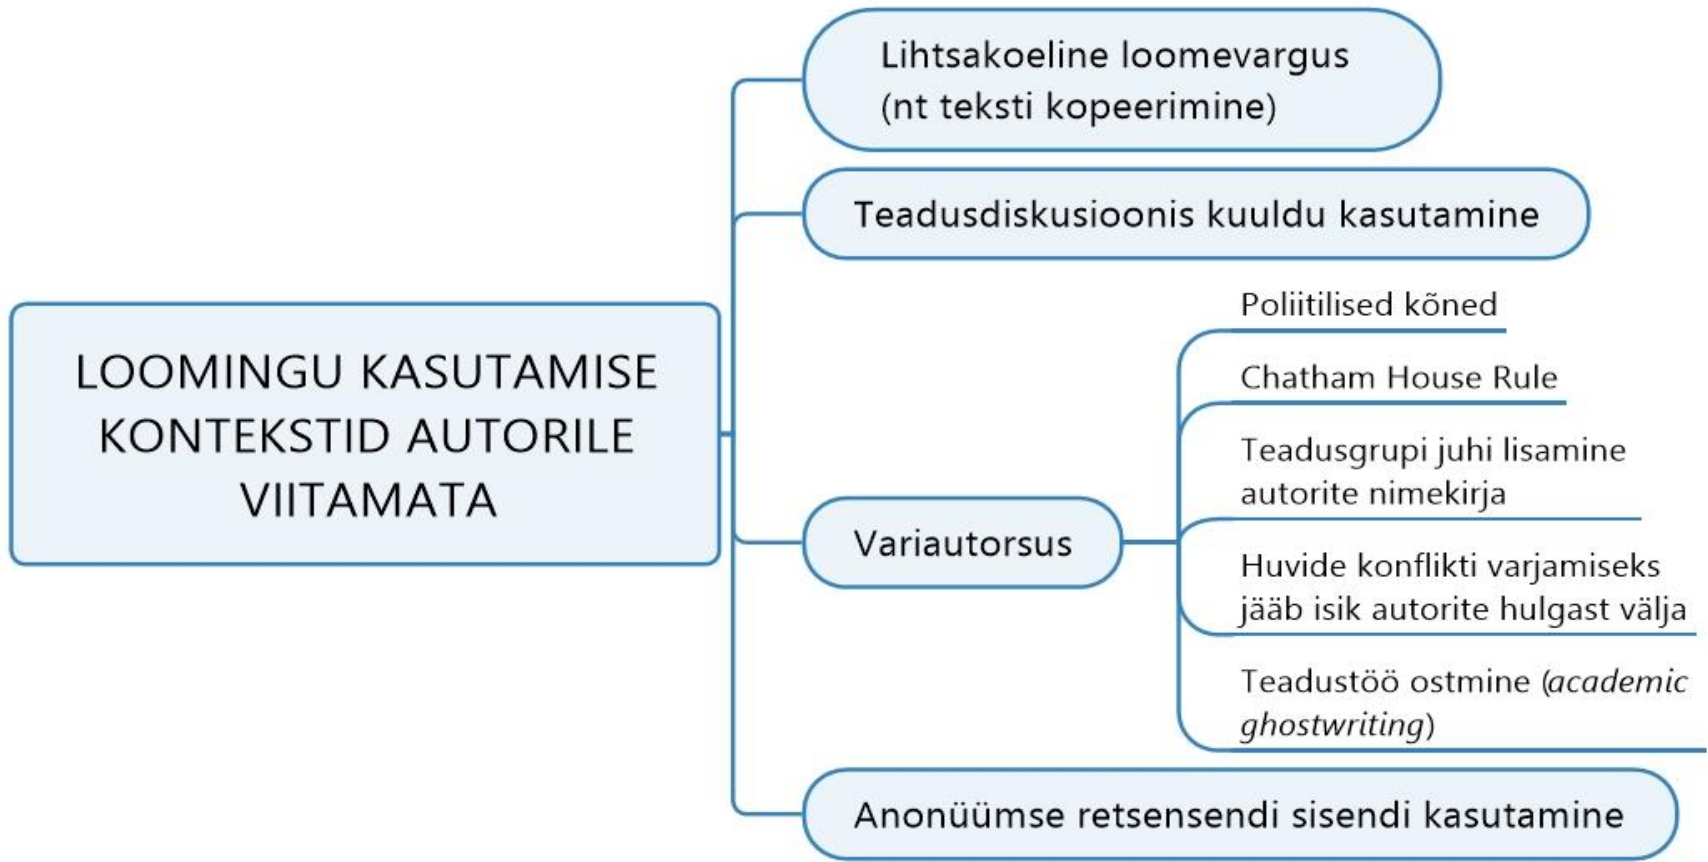 Lihtsakoeline loomevargus
(nt teksti kopeerimine)
Teadusdiskusioonis kuuldu kasutamine
LOOMINGU KASUTAMISE
KONTEKSTID AUTORILE
VIITAMATA
Variautorsus
Poliitilised kõned
Chatham House Rule
Teadusgrupi juhi lisamine
autorite nimekirja
Huvide konflikti varjamiseks
jääb isik autorite hulgast välja
Teadustöö ostmine (academic
ghostwriting)
Anonüümse retsensendi sisendi kasutamine